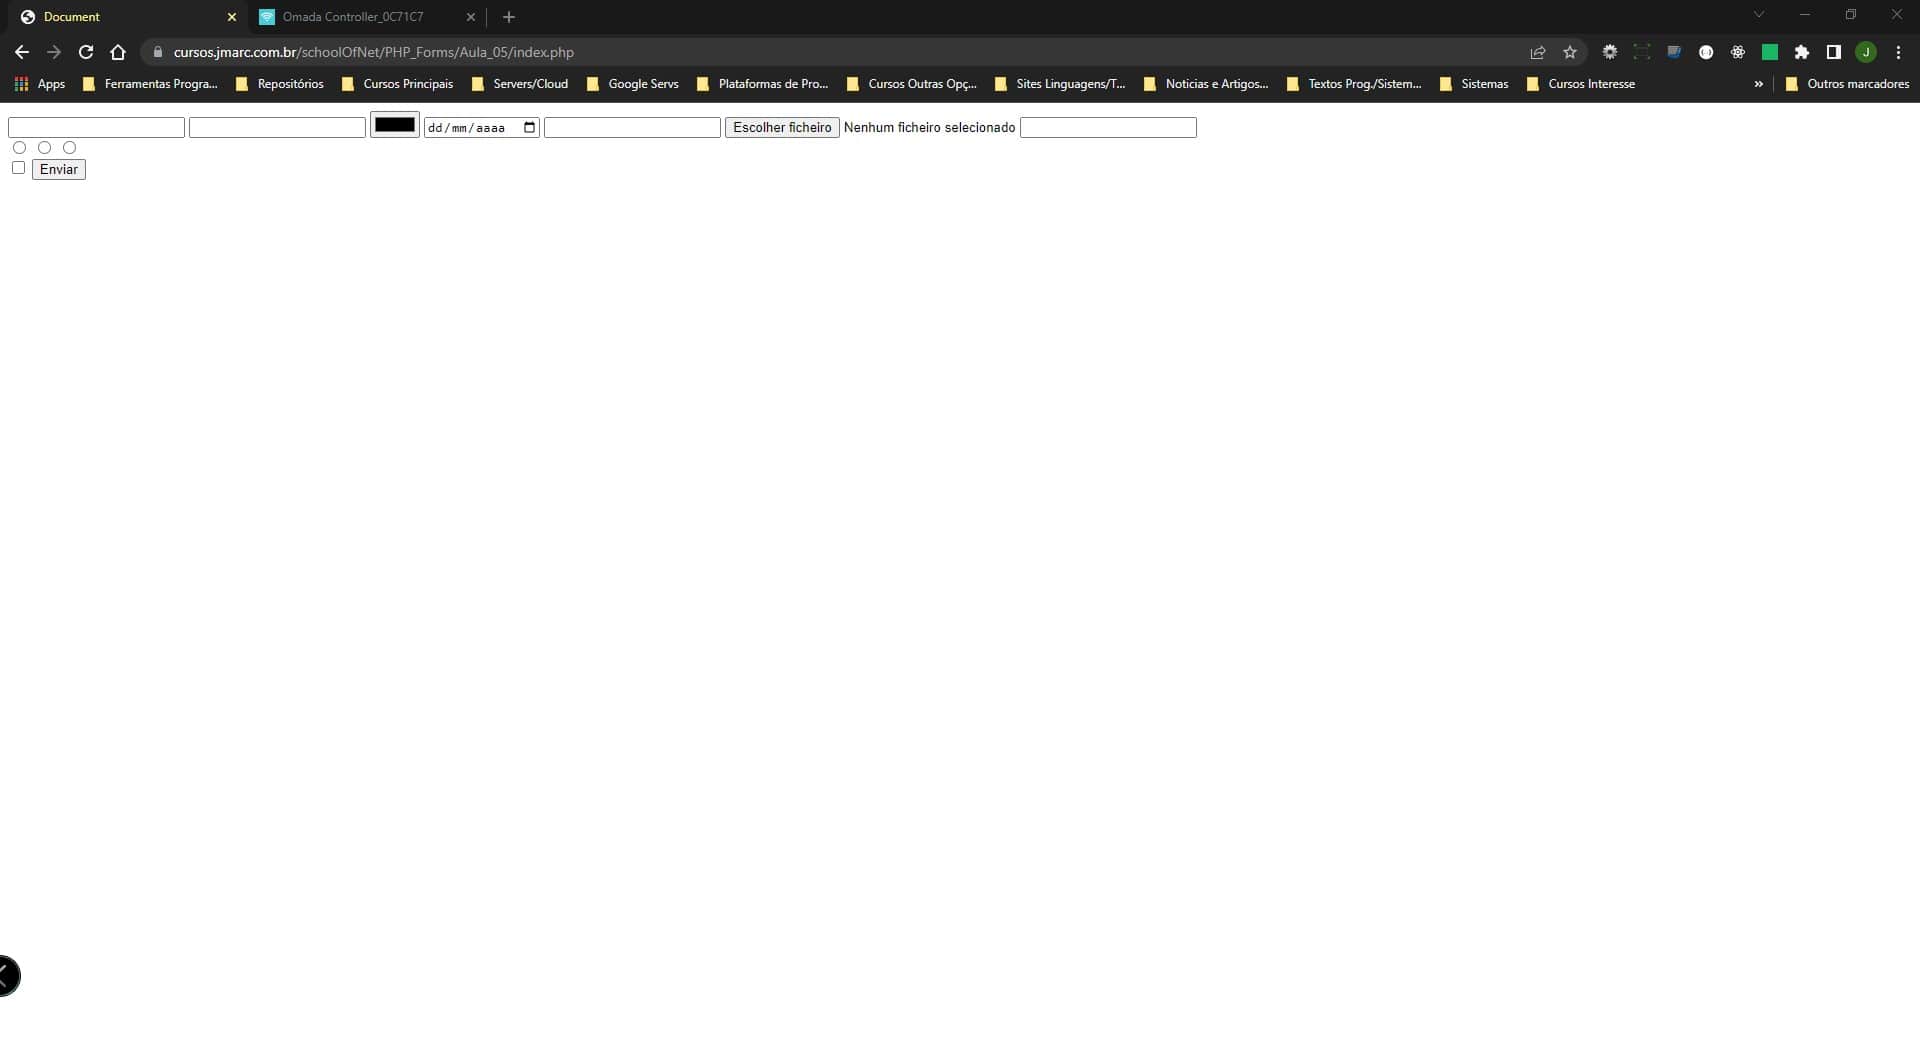 Document
Omada Controller_0C71C7
cursos.jmarc.com.br/schoolOfNet/PHP_Forms/Aula_05/index.php
J
Apps Ferramentas Progra... Repositórios Cursos Principais Servers/Cloud Google Servs Plataformas de Pro... Cursos Outras Opç... Sites Linguagens/T... Noticias e Artigos... Textos Prog./Sistem... Sistemas Cursos Interesse » Outros marcadores
dd/mm/aaaa Escolher ficheiro Nenhum ficheiro selecionado
Enviar